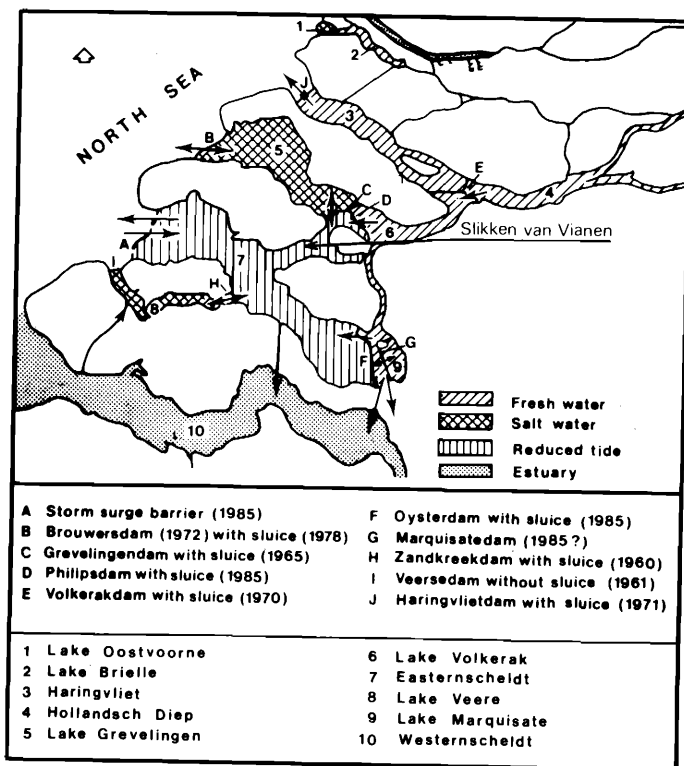 1
2
J
NORTH SEA
3
B
5
E
4
C
D
6
Slikken van Vianen
A
7
I
H
8
G
F
9
10
Fresh water
Salt water
Reduced tide
Estuary
A Storm surge barrier (1985)
B Brouwersdam (1972) with sluice (1978)
C Grevelingendam with sluice (1965)
D Philipsdam with sluice (1985)
E Volkerakdam with sluice (1970)
F Oysterdam with sluice (1985)
G Marquisatedam (1985?)
H Zandkreekdam with sluice (1960)
I Veersedam without sluice (1961)
J Haringvlietdam with sluice (1971)
1 Lake Oostvoorne
2 Lake Brielle
3 Haringvliet
4 Hollandsch Diep
5 Lake Grevelingen
6 Lake Volkerak
7 Easternscheldt
8 Lake Veere
9 Lake Marquisate
10 Westernscheldt